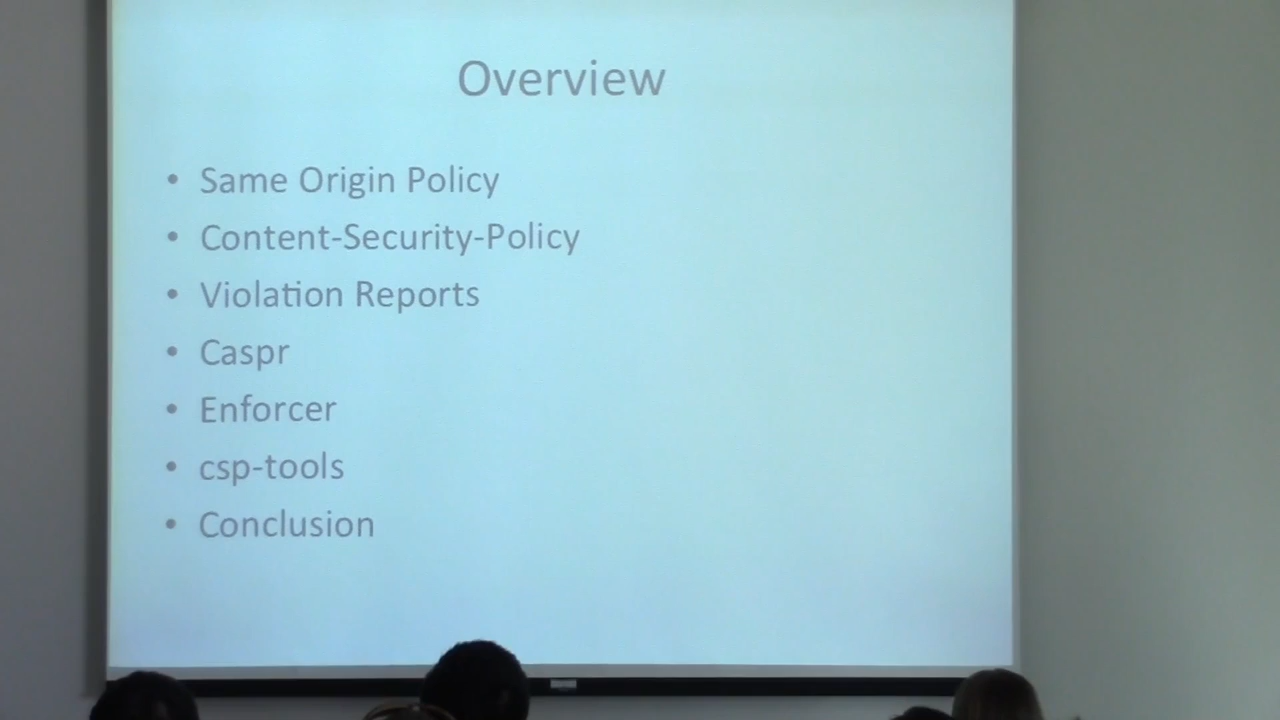 Overview
• Same Origin Policy
• Content-Security-Policy
• Violation Reports
• Caspr
• Enforcer
• csp-tools
• Conclusion